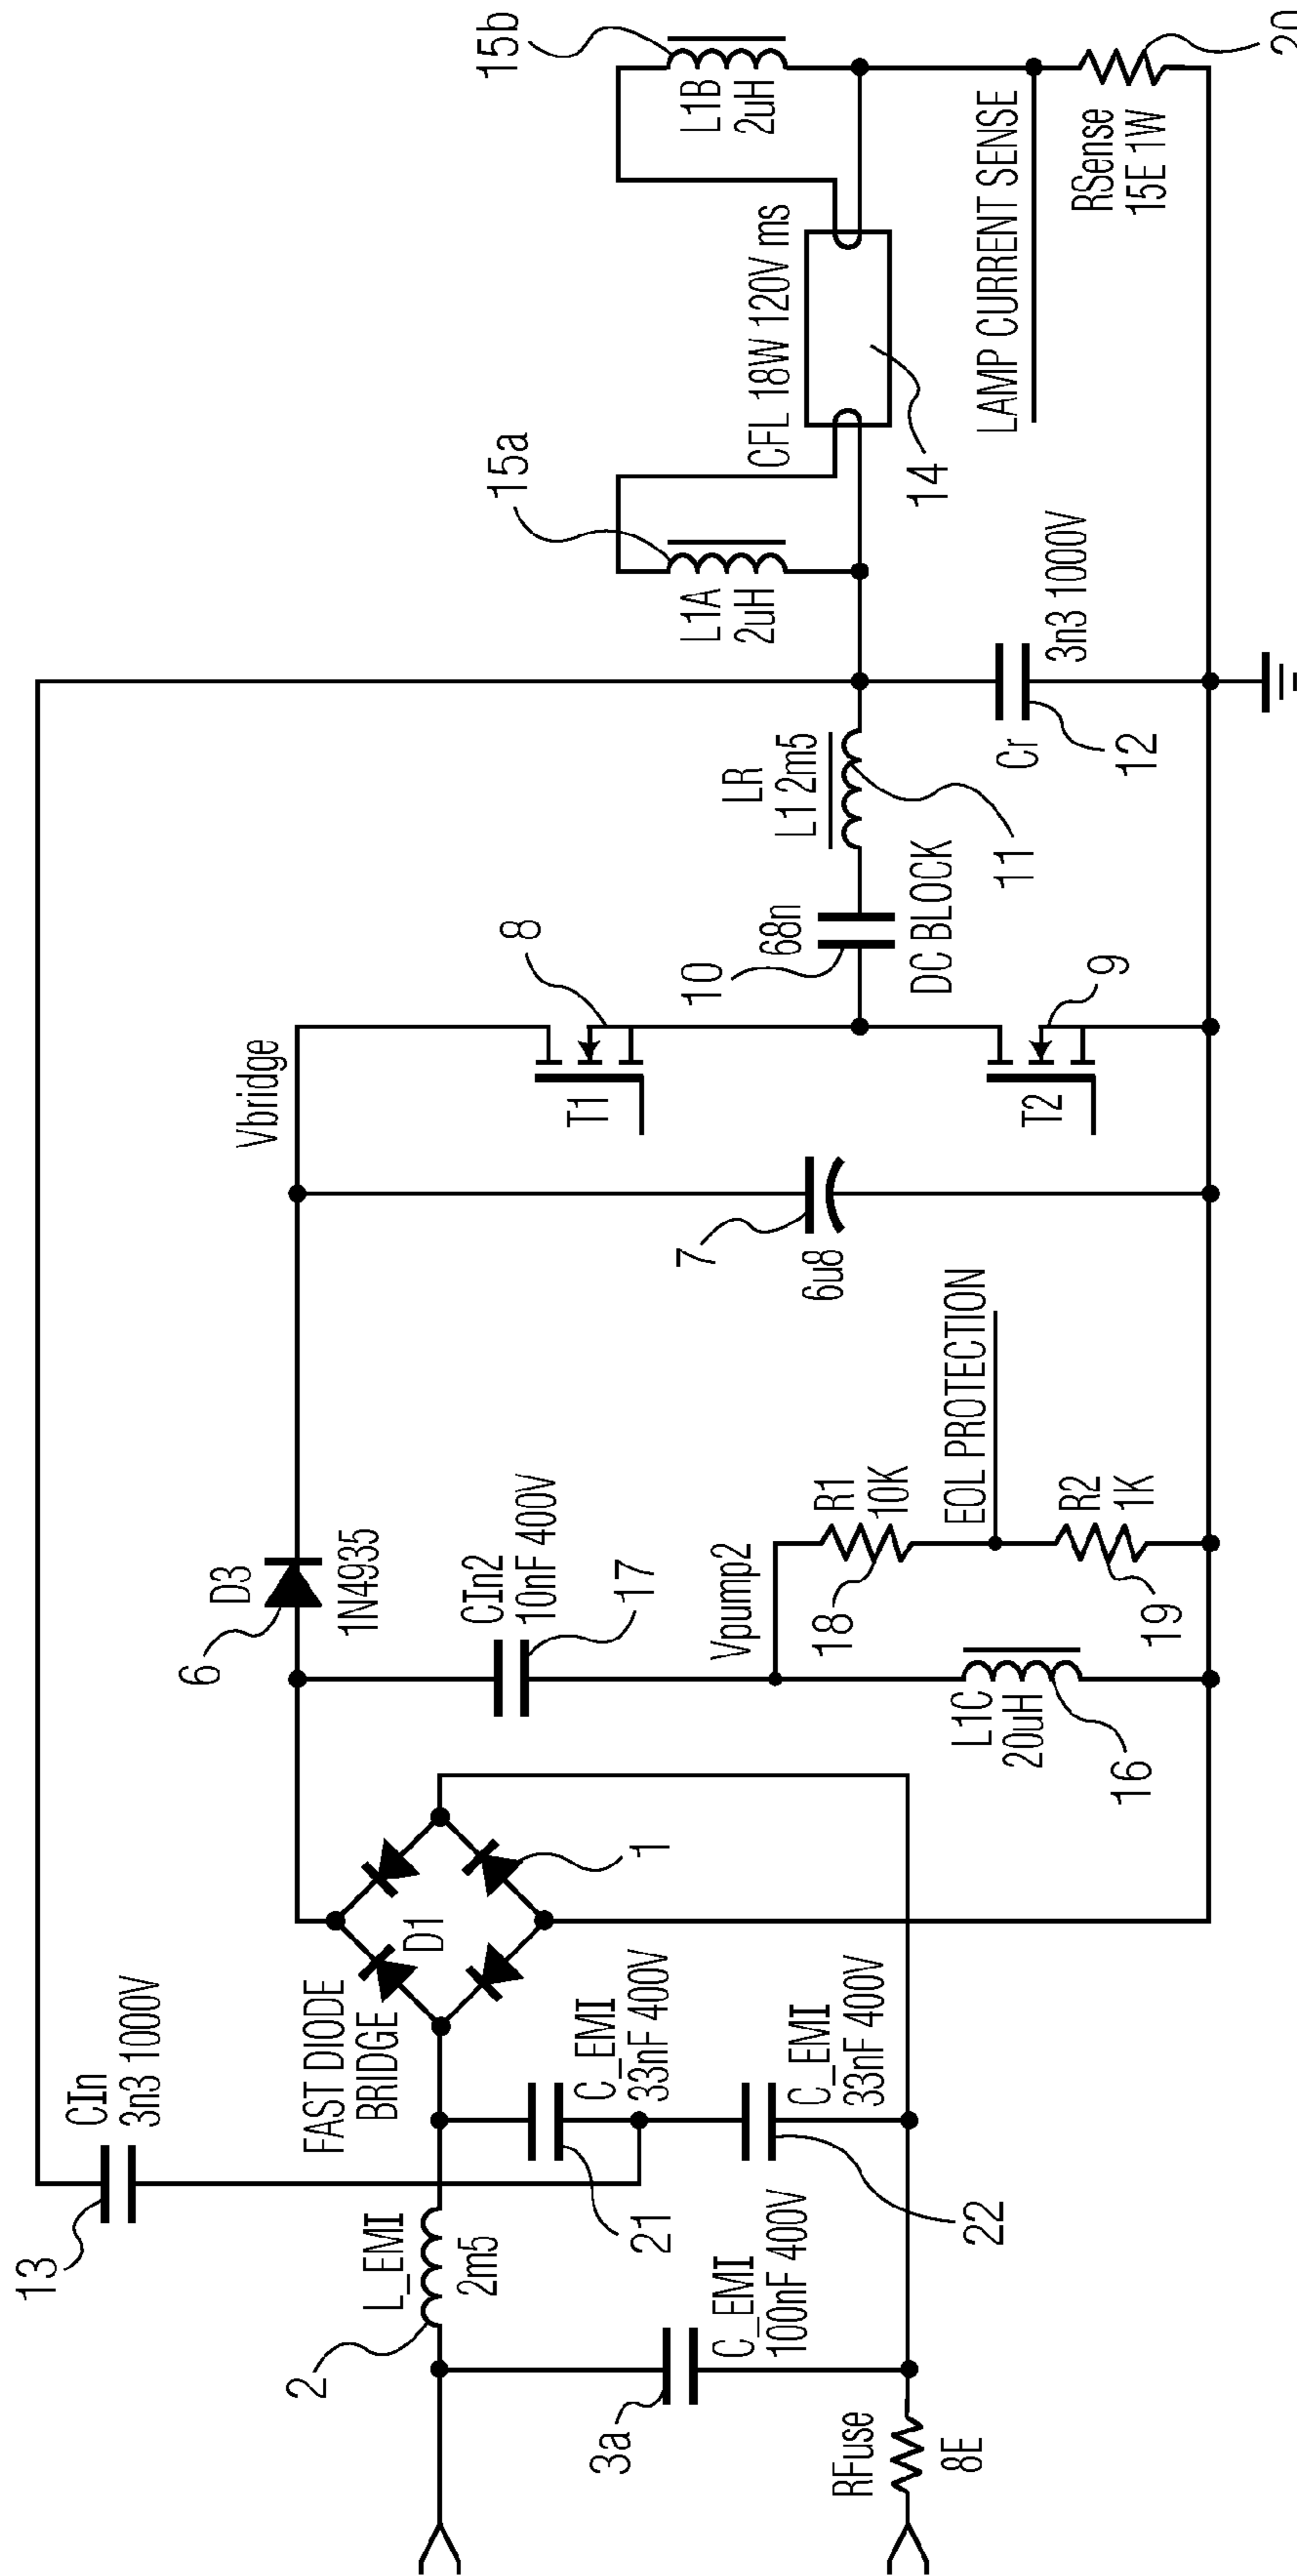 13
CIn
3n3 1000V
2
L_EMI
2m5
3a
C_EMI
100nF 400V
RFuse
8E
FAST DIODE
BRIDGE
D1
1
21
C_EMI
33nF 400V
22
C_EMI
33nF 400V
6
D3
1N4935
CIn2
10nF 400V
17
Vpump2
L1C
20uH
16
R1
10K
18
EOL PROTECTION
R2
1K
19
Vbridge
7
6u8
T1
8
T2
9
10
68n
DC BLOCK
LR
L1 2m5
11
Cr
12
3n3 1000V
15a
L1A
2uH
CFL 18W 120V ms
14
15b
L1B
2uH
LAMP CURRENT SENSE
RSense
15E 1W
20